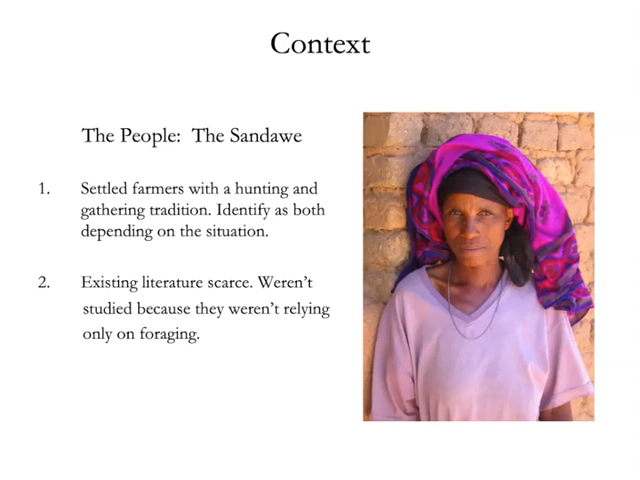 Context
The People:  The Sandawe
1. Settled farmers with a hunting and
gathering tradition. Identify as both
depending on the situation.
2. Existing literature scarce. Weren’t
studied because they weren’t relying
only on foraging.